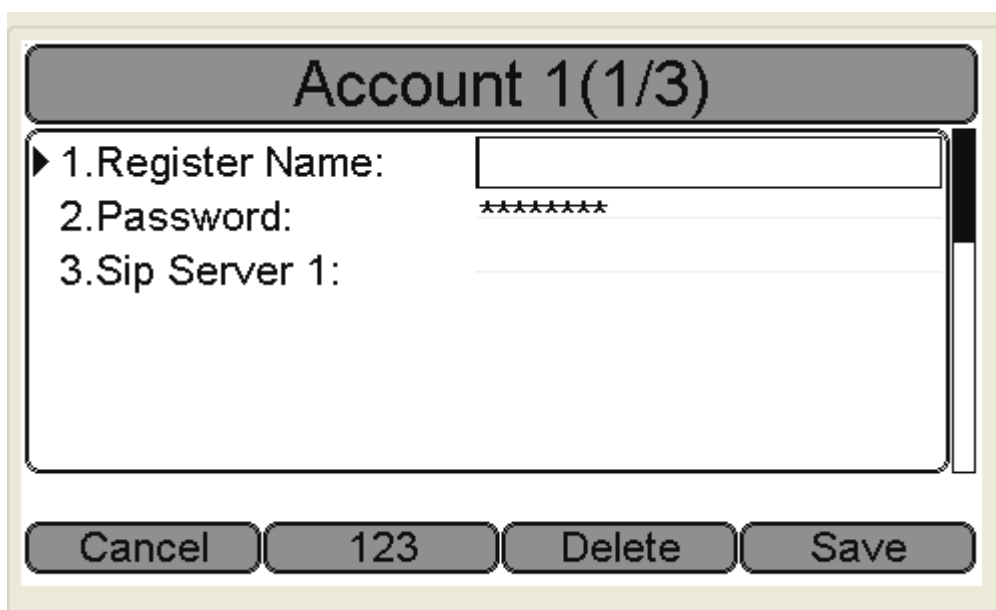 Account 1(1/3)
1.Register Name:
2.Password: ********
3.Sip Server 1:
Cancel 123 Delete Save